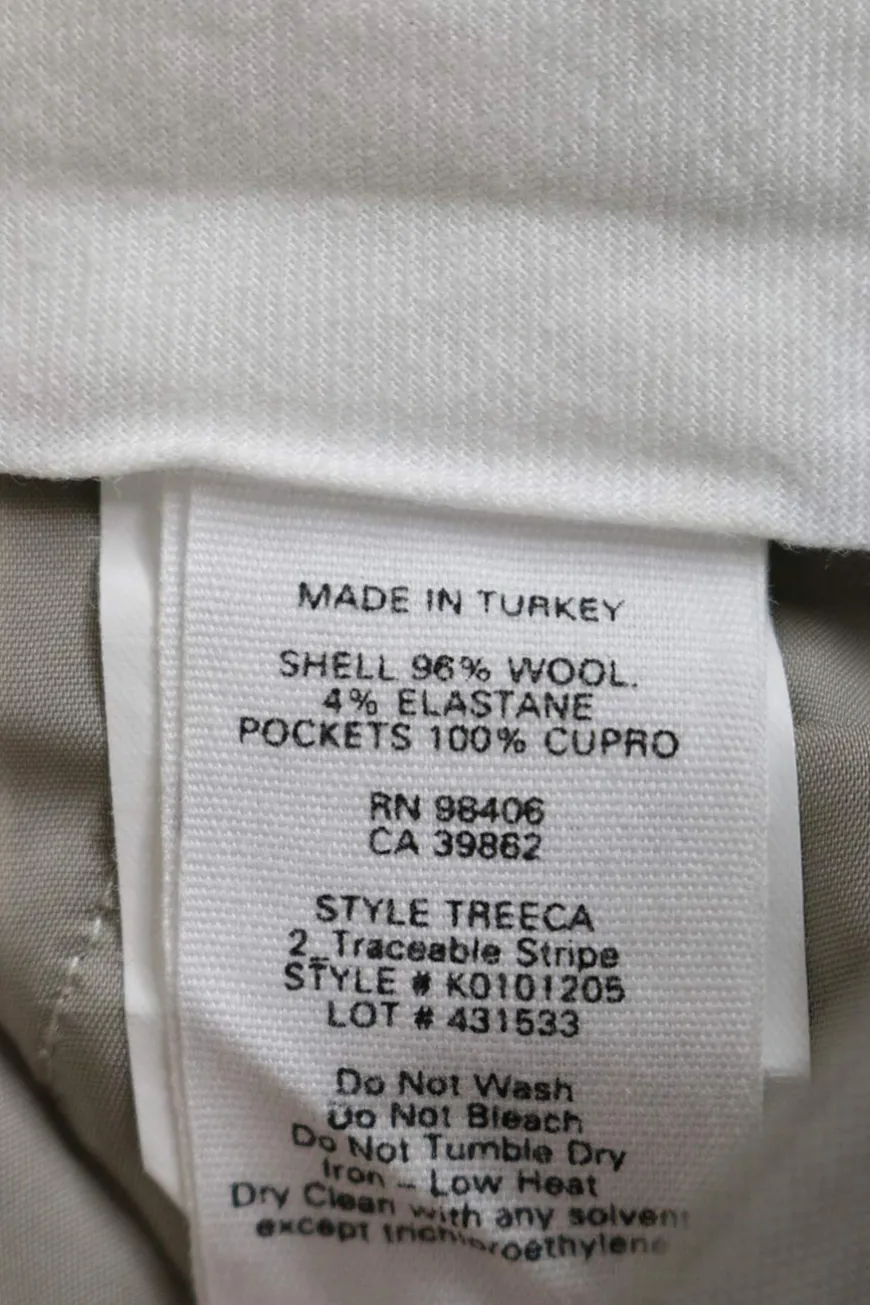 MADE IN TURKEY
SHELL 96% WOOL.
4% ELASTANE
POCKETS 100% CUPRO
RN 98406
CA 39862
STYLE TREECA
2_Traceable Stripe
STYLE # K0101205
LOT # 431533
Do Not Wash
Do Not Bleach
Do Not Tumble Dry
Iron - Low Heat
Dry Clean with any solvent
except trichloroethylene